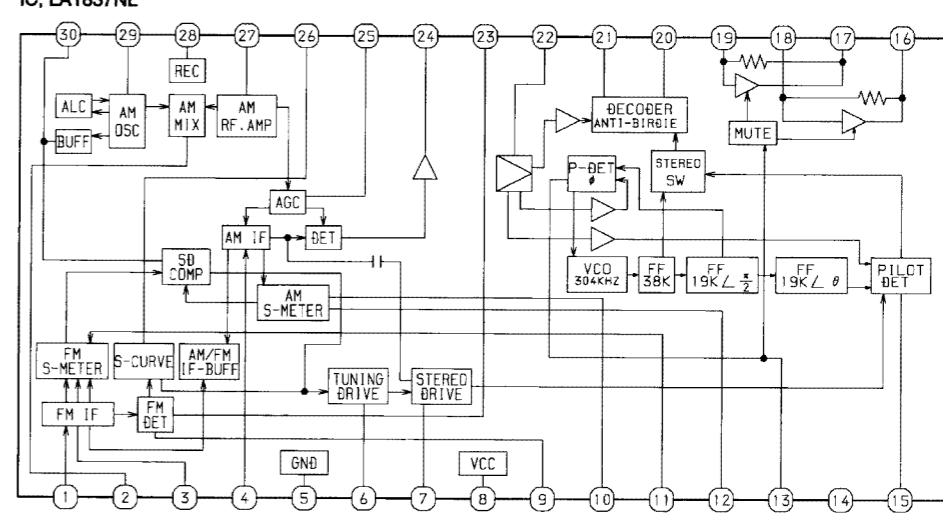 IC, LA1837NL
30 29 28 27 26 25 24 23 22 21 20 19 18 17 16
REC
ALC
AM
OSC
AM
MIX
AM
RF.AMP
BUFF
DECODER
ANTI-BIRDIE
MUTE
P-DET
φ
STEREO
SW
AGC
AM IF
DET
SD
COMP
VCO
304KHZ
FF
38K
FF
19K∠ π/2
FF
19K∠ θ
PILOT
DET
AM
S-METER
FM
S-METER
S-CURVE
AM/FM
IF-BUFF
TUNING
DRIVE
STEREO
DRIVE
FM IF
FM
DET
GND
VCC
1 2 3 4 5 6 7 8 9 10 11 12 13 14 15